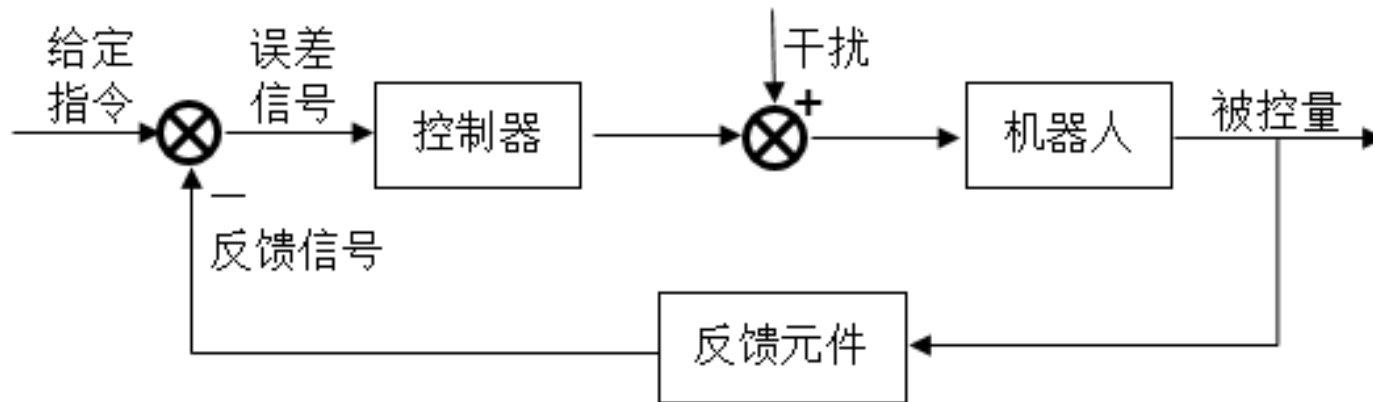 给定
指令
误差
信号
控制器
干扰
+
机器人
被控量
—
反馈信号
反馈元件